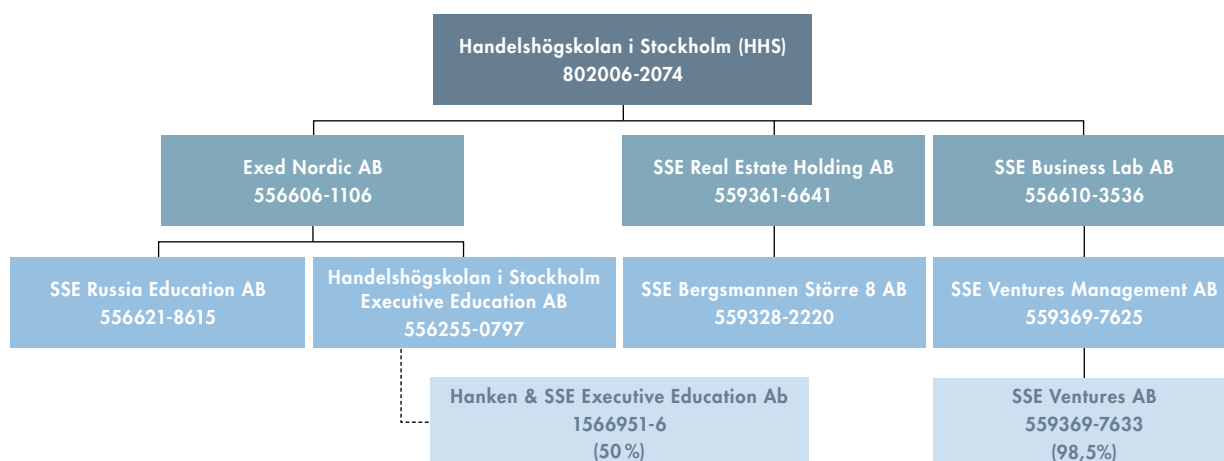 Handelshögskolan i Stockholm (HHS)
802006-2074
Exed Nordic AB
556606-1106
SSE Real Estate Holding AB
559361-6641
SSE Business Lab AB
556610-3536
SSE Russia Education AB
556621-8615
Handelshögskolan i Stockholm
Executive Education AB
556255-0797
SSE Bergsmannen Större 8 AB
559328-2220
SSE Ventures Management AB
559369-7625
Hanken & SSE Executive Education Ab
1566951-6
(50 %)
SSE Ventures AB
559369-7633
(98,5%)